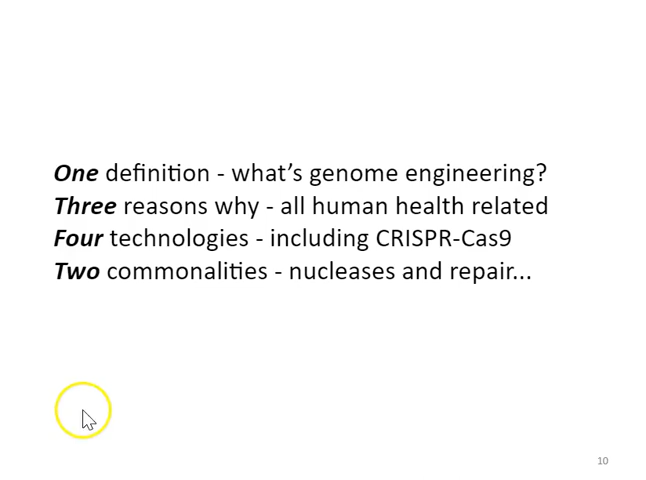 One definition - what’s genome engineering?
Three reasons why - all human health related
Four technologies - including CRISPR-Cas9
Two commonalities - nucleases and repair...
10